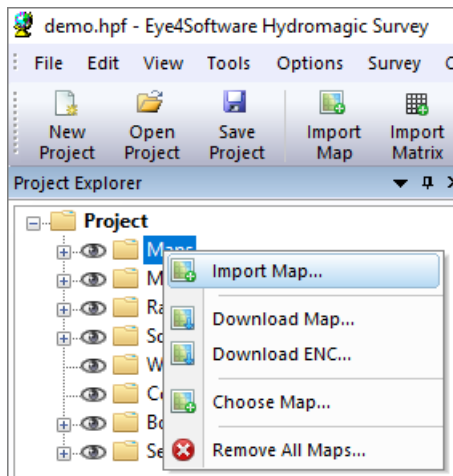 demo.hpf - Eye4Software Hydromagic Survey
File Edit View Tools Options Survey
New Project
Open Project
Save Project
Import Map
Import Matrix
Project Explorer
Project
Maps
Import Map...
Download Map...
Download ENC...
Choose Map...
Remove All Maps...